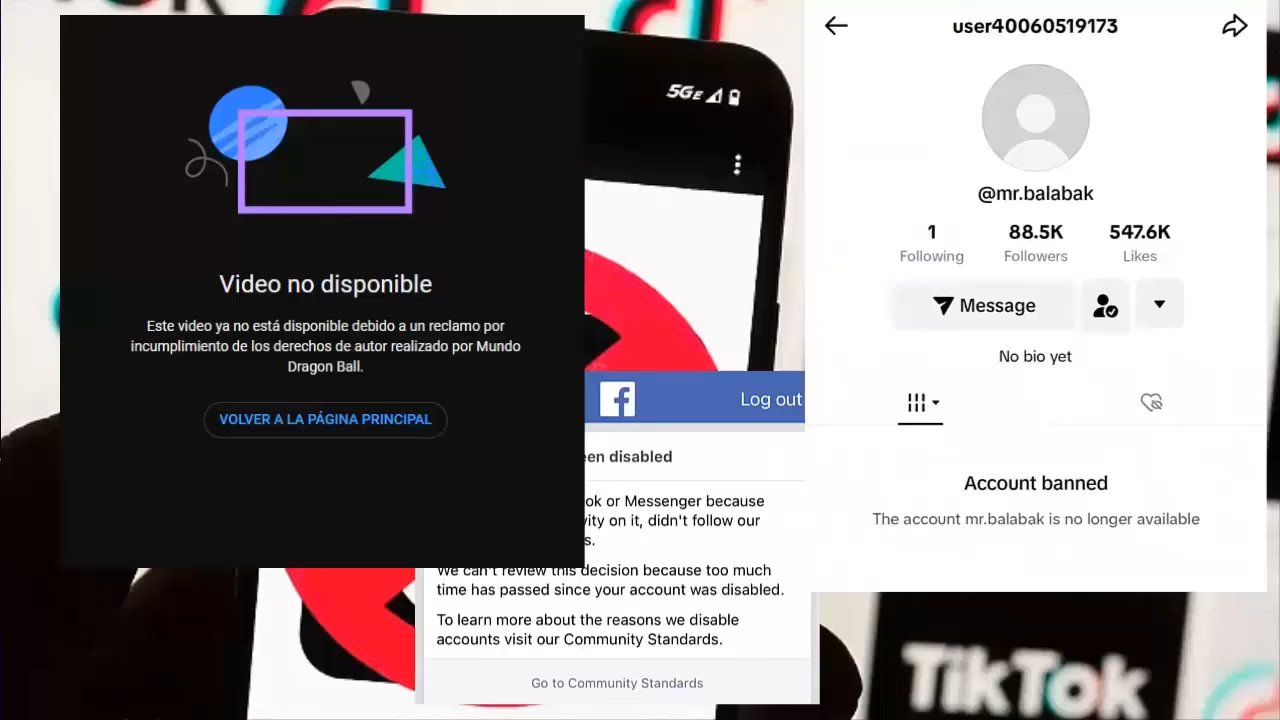 Video no disponible
Este video ya no está disponible debido a un reclamo por
incumplimiento de los derechos de autor realizado por Mundo
Dragon Ball.
VOLVER A LA PÁGINA PRINCIPAL
5GE
Log out
een disabled
ok or Messenger because
vity on it, didn't follow our
s.
We can't review this decision because too much
time has passed since your account was disabled.
To learn more about the reasons we disable
accounts visit our Community Standards.
Go to Community Standards
user40060519173
@mr.balabak
1
88.5K
547.6K
Following
Followers
Likes
Message
No bio yet
Account banned
The account mr.balabak is no longer available
TikTok